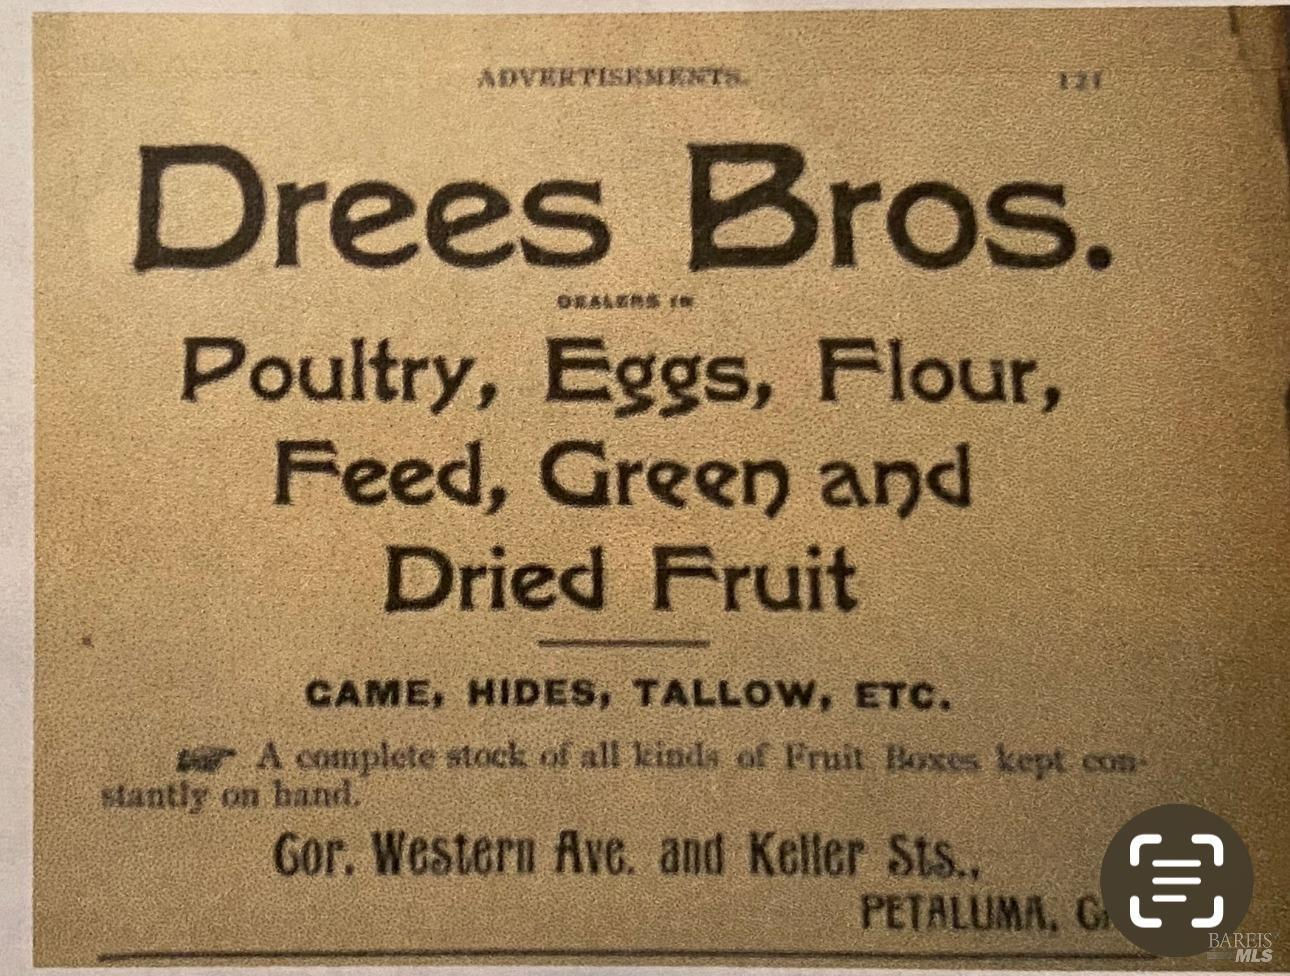 ADVERTISEMENTS. 121
Drees Bros.
DEALERS IN
Poultry, Eggs, Flour,
Feed, Green and
Dried Fruit
GAME, HIDES, TALLOW, ETC.
☞ A complete stock of all kinds of Fruit Boxes kept con-
stantly on hand.
Cor. Western Ave. and Keller Sts.,
PETALUMA,
BAREIS
MLS